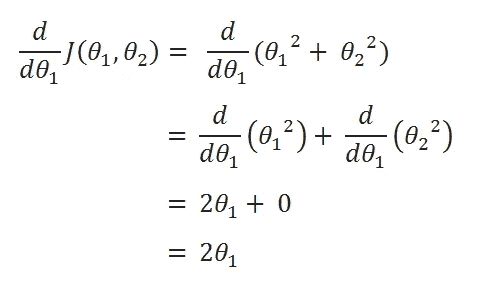 d/dθ₁ J(θ₁, θ₂) = d/dθ₁ (θ₁² + θ₂²)
= d/dθ₁ (θ₁²) + d/dθ₁ (θ₂²)
= 2θ₁ + 0
= 2θ₁